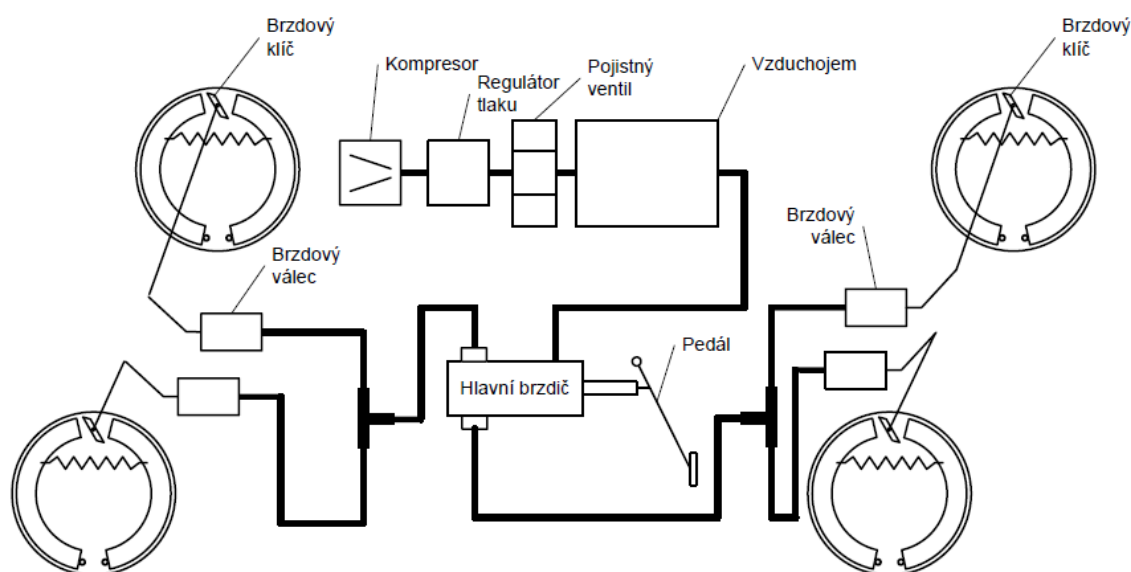 Brzdový
klíč
Kompresor
Regulátor
tlaku
Pojistný
ventil
Vzduchojem
Brzdový
klíč
Brzdový
válec
Brzdový
válec
Hlavní brzdič
Pedál